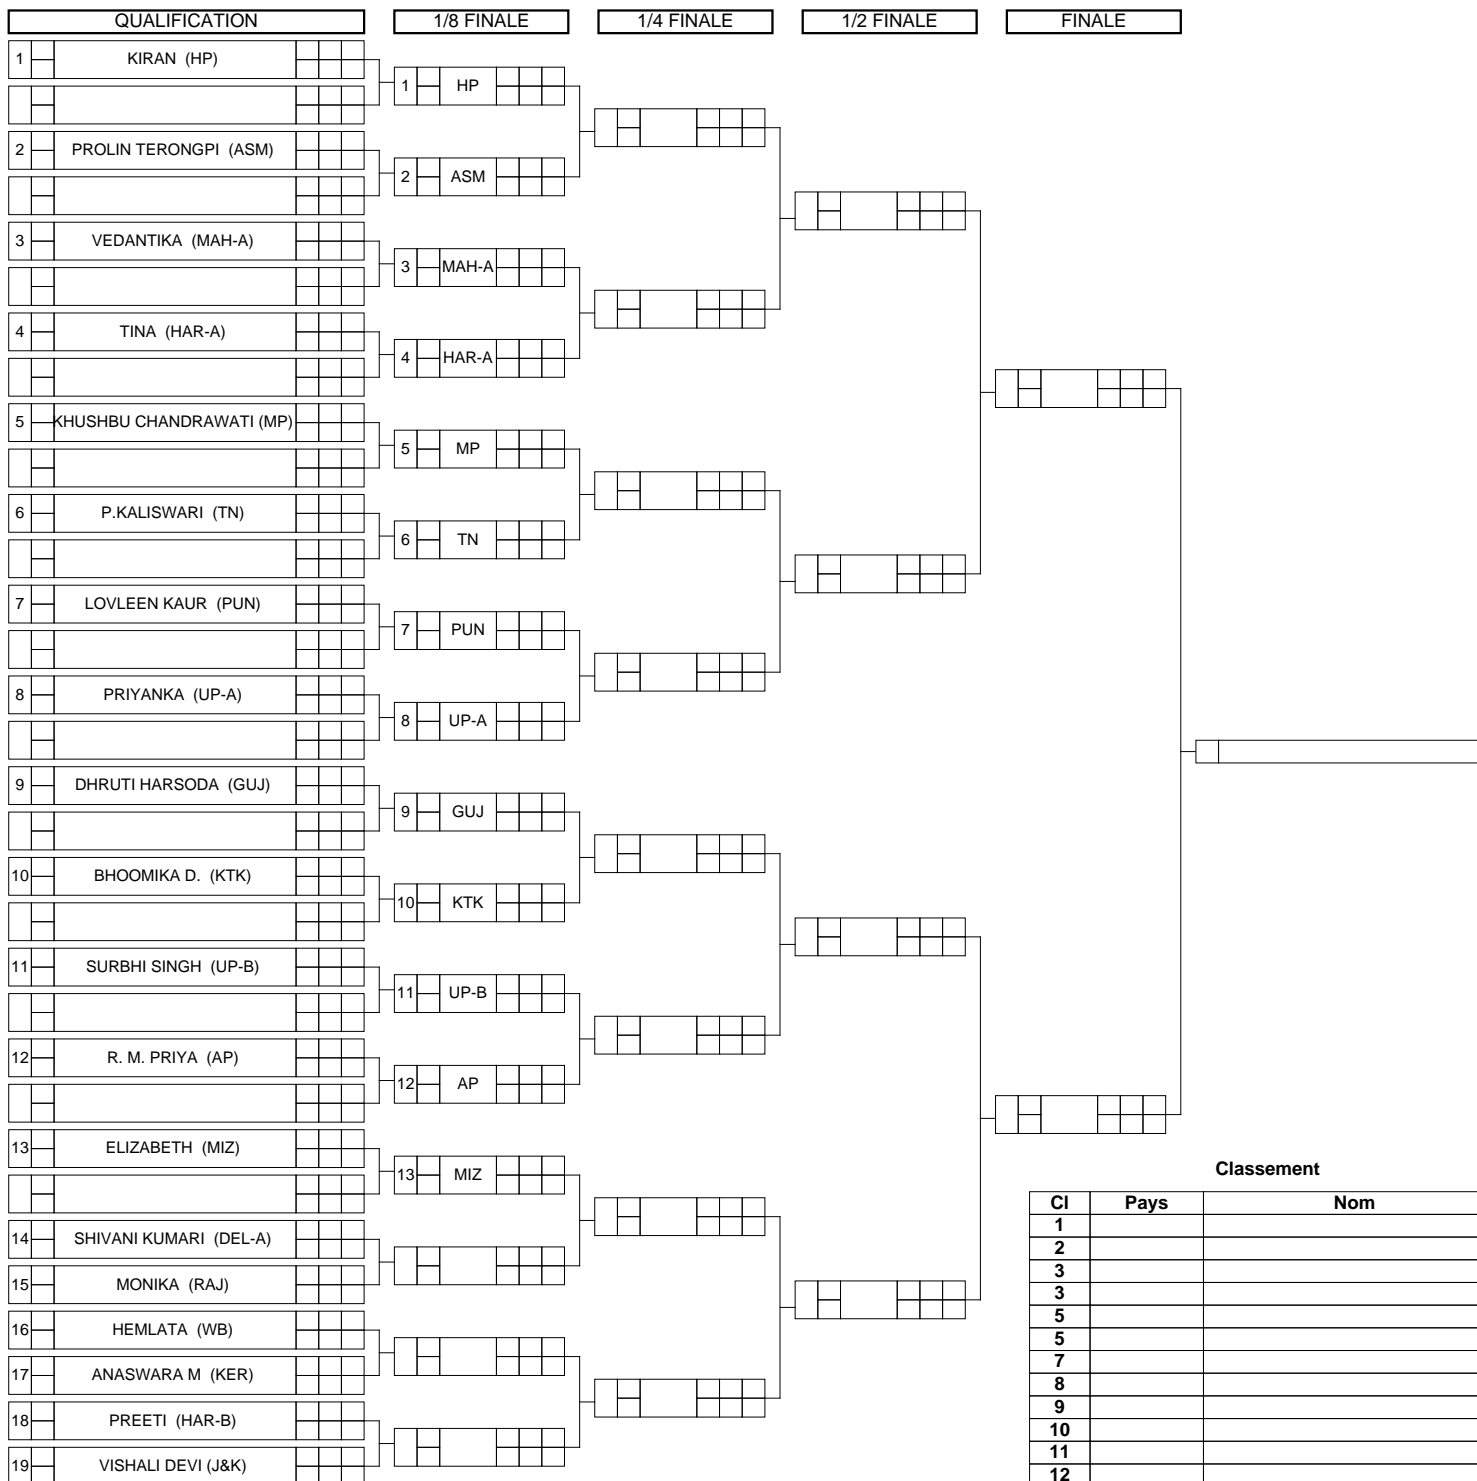 QUALIFICATION 1/8 FINALE 1/4 FINALE 1/2 FINALE FINALE
1 KIRAN (HP)
1 HP
2 PROLIN TERONGPI (ASM)
2 ASM
3 VEDANTIKA (MAH-A)
3 MAH-A
4 TINA (HAR-A)
4 HAR-A
5 KHUSHBU CHANDRAWATI (MP)
5 MP
6 P.KALISWARI (TN)
6 TN
7 LOVLEEN KAUR (PUN)
7 PUN
8 PRIYANKA (UP-A)
8 UP-A
9 DHRUTI HARSODA (GUJ)
9 GUJ
10 BHOOMIKA D. (KTK)
10 KTK
11 SURBHI SINGH (UP-B)
11 UP-B
12 R. M. PRIYA (AP)
12 AP
13 ELIZABETH (MIZ)
13 MIZ
14 SHIVANI KUMARI (DEL-A)
15 MONIKA (RAJ)
16 HEMLATA (WB)
17 ANASWARA M (KER)
18 PREETI (HAR-B)
19 VISHALI DEVI (J&K)
Classement
Cl Pays Nom
1
2
3
3
5
5
7
8
9
10
11
12